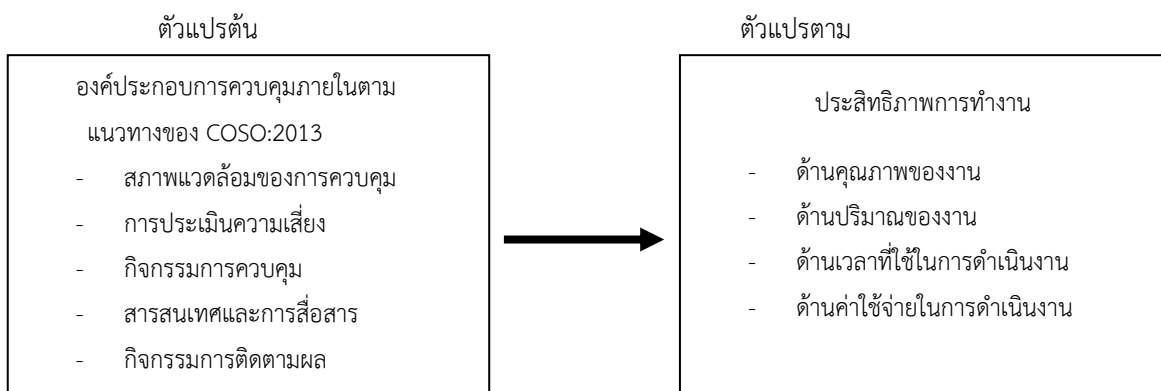 ตัวแปรต้น
องค์ประกอบการควบคุมภายในตาม
แนวทางของ COSO:2013
- สภาพแวดล้อมของการควบคุม
- การประเมินความเสี่ยง
- กิจกรรมการควบคุม
- สารสนเทศและการสื่อสาร
- กิจกรรมการติดตามผล
ตัวแปรตาม
ประสิทธิภาพการทำงาน
- ด้านคุณภาพของงาน
- ด้านปริมาณของงาน
- ด้านเวลาที่ใช้ในการดำเนินงาน
- ด้านค่าใช้จ่ายในการดำเนินงาน